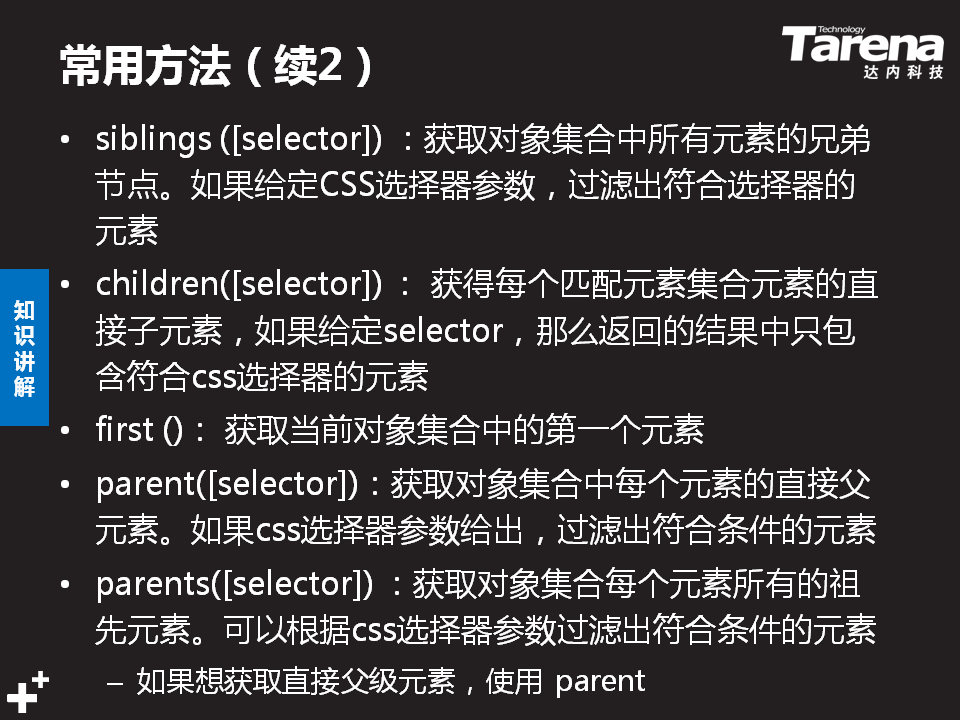 常用方法（续2）
Technology
Tarena
达内科技
• siblings ([selector]) ：获取对象集合中所有元素的兄弟
节点。如果给定CSS选择器参数，过滤出符合选择器的
元素
• children([selector]) ： 获得每个匹配元素集合元素的直
接子元素，如果给定selector，那么返回的结果中只包
含符合css选择器的元素
• first ()： 获取当前对象集合中的第一个元素
• parent([selector])：获取对象集合中每个元素的直接父
元素。如果css选择器参数给出，过滤出符合条件的元素
• parents([selector]) ：获取对象集合每个元素所有的祖
先元素。可以根据css选择器参数过滤出符合条件的元素
– 如果想获取直接父级元素，使用 parent
知
识
讲
解